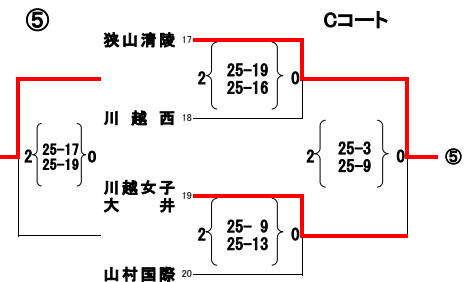 ⑤ Cコート
狭山清陵 17
2 25-19 0
25-16
川越西 18
2 25-17 0
25-19
2 25-3 0
25-9
⑤
川越女子 19
大井
2 25- 9 0
25-13
山村国際 20